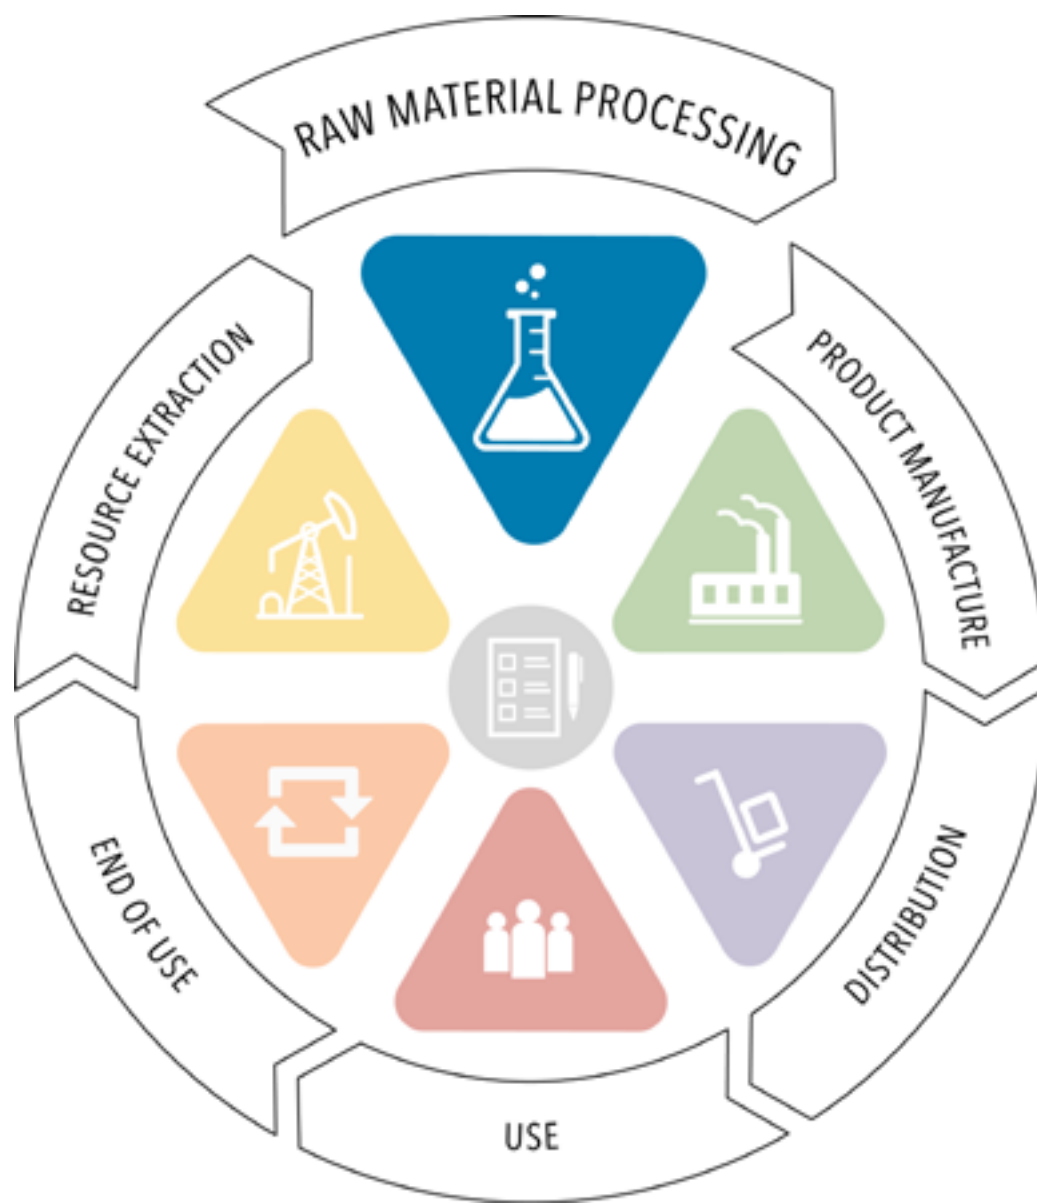 RAW MATERIAL PROCESSING
PRODUCT MANUFACTURE
DISTRIBUTION
USE
END OF USE
RESOURCE EXTRACTION